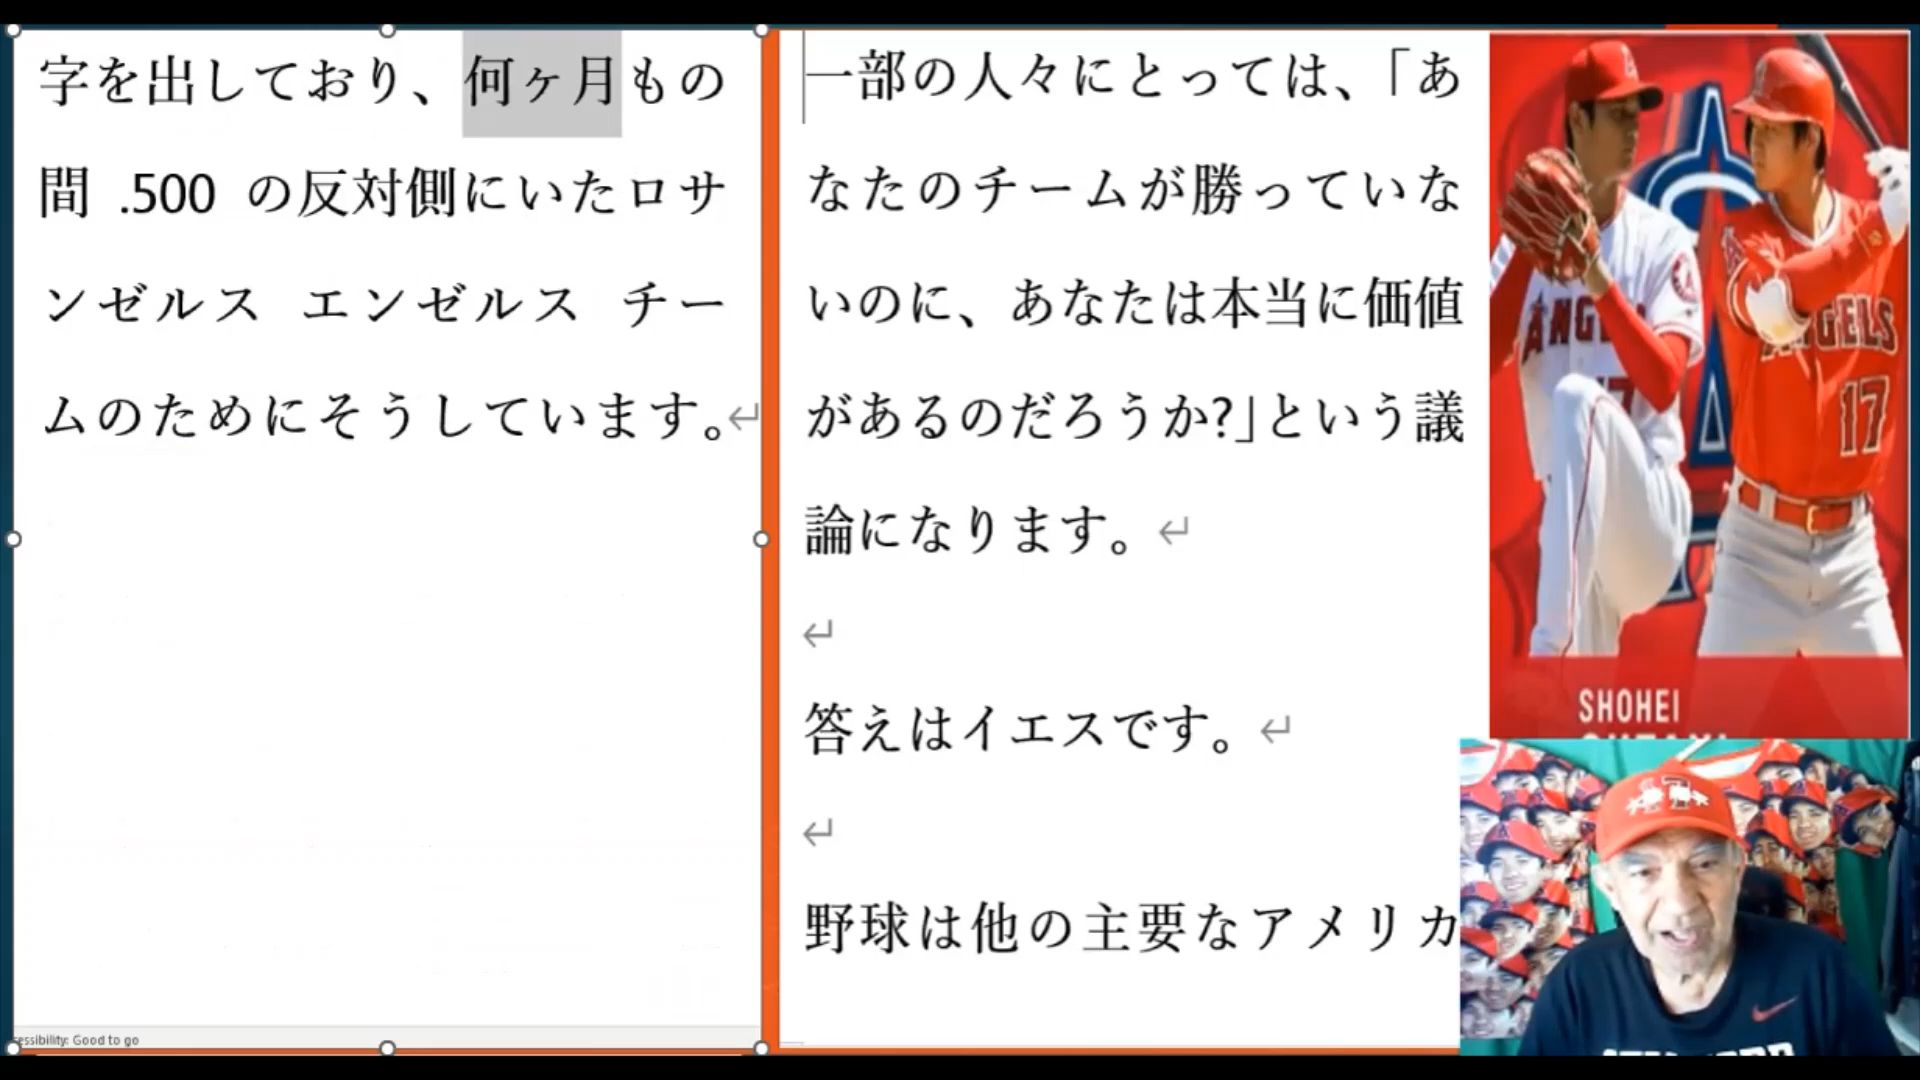 字を出しており、何ヶ月もの
間 .500 の反対側にいたロサ
ンゼルス エンゼルス チー
ムのためにそうしています。
essibility: Good to go
一部の人々にとっては、「あ
なたのチームが勝っていな
いのに、あなたは本当に価値
があるのだろうか?」という議
論になります。
答えはイエスです。
野球は他の主要なアメリカ
ANGELS
17
SHOHEI